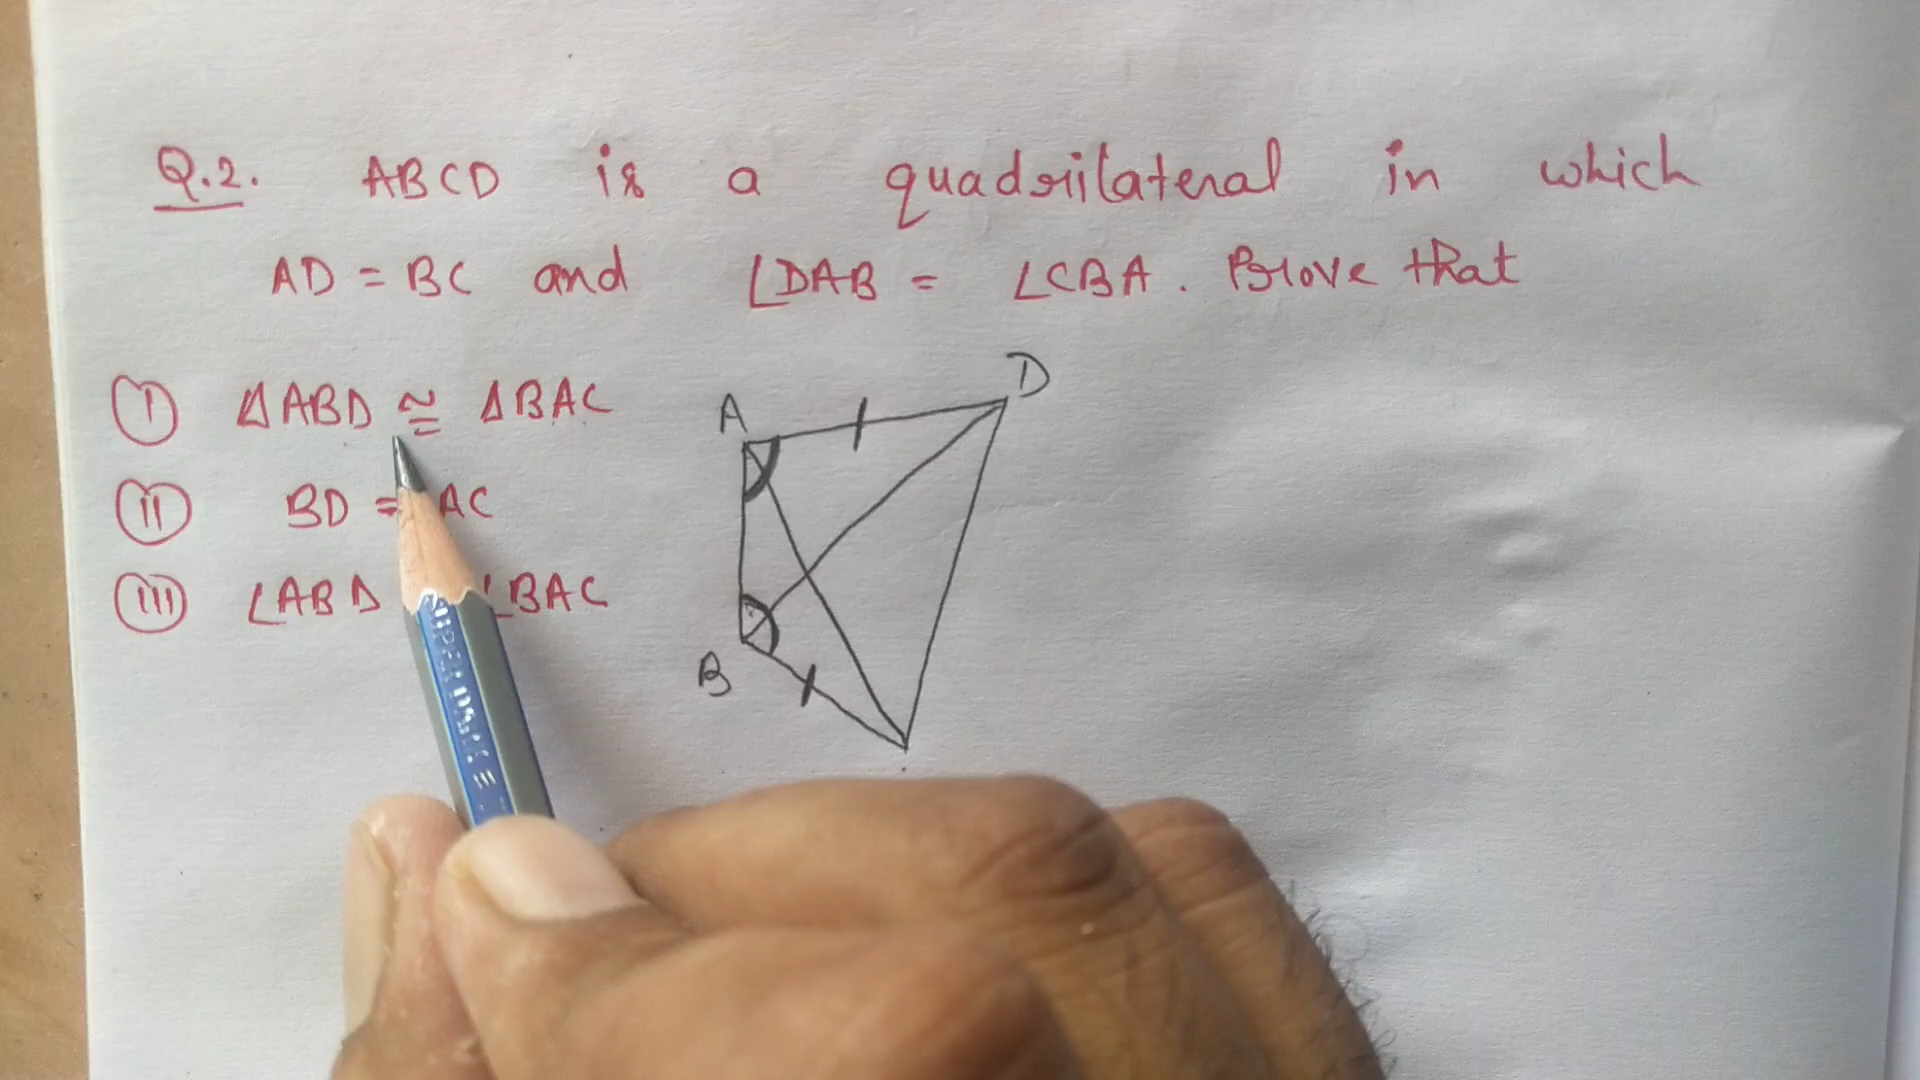 Q.2. ABCD is a quadrilateral in which
AD = BC and ∠DAB = ∠CBA. Prove that
(I) ΔABD ≅ ΔBAC
(II) BD = AC
(III) ∠ABD ∠BAC
A
D
B